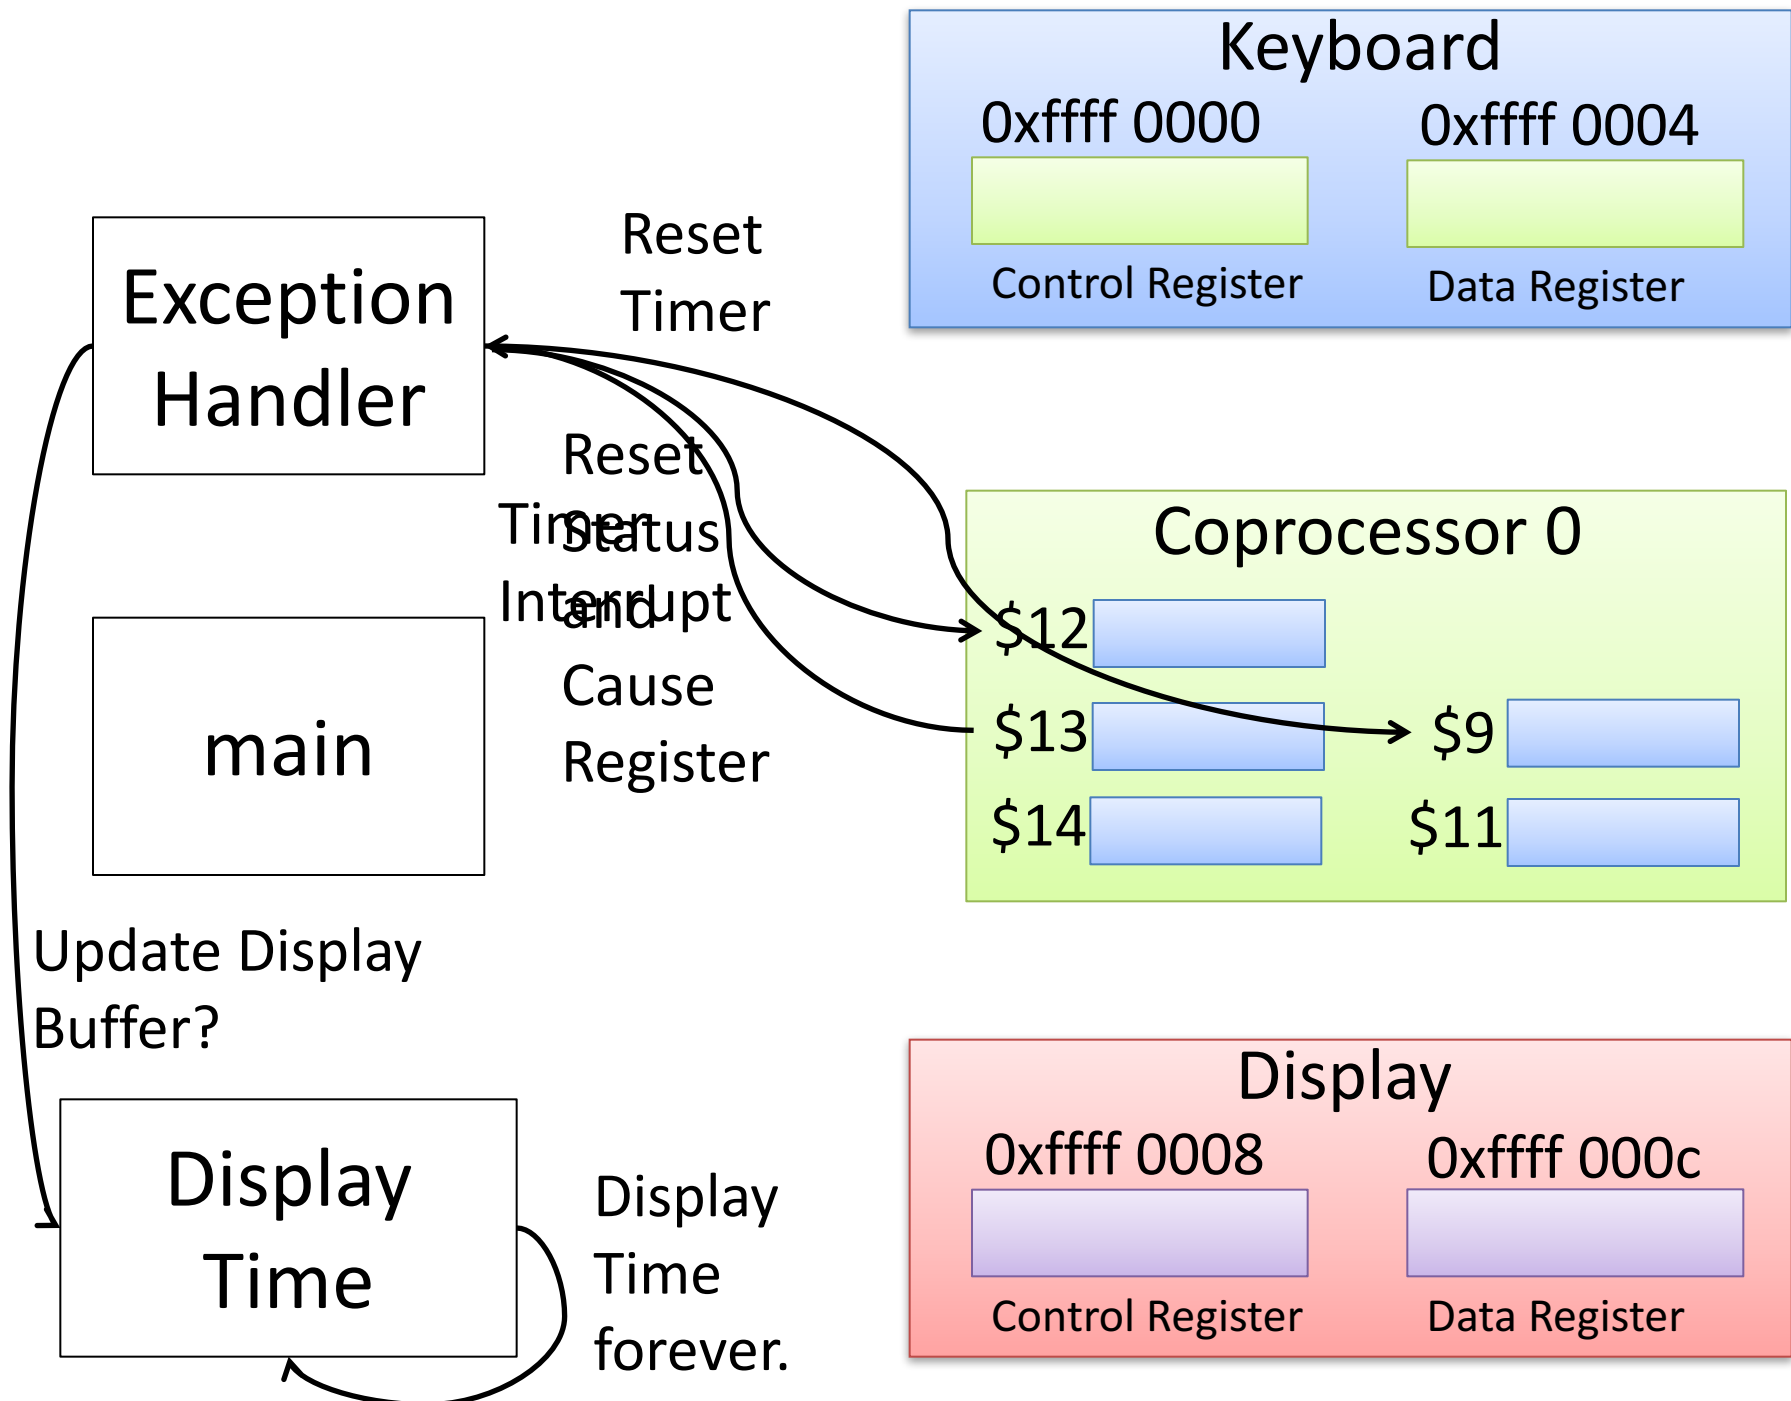 Keyboard
0xffff 0000
0xffff 0004
Control Register
Data Register
Exception
Handler
Reset
Timer
Reset
Status
and
Cause
Register
Timer
Interrupt
main
Coprocessor 0
$12
$13
$14
$9
$11
Update Display
Buffer?
Display
Time
Display
Time
forever.
Display
0xffff 0008
0xffff 000c
Control Register
Data Register